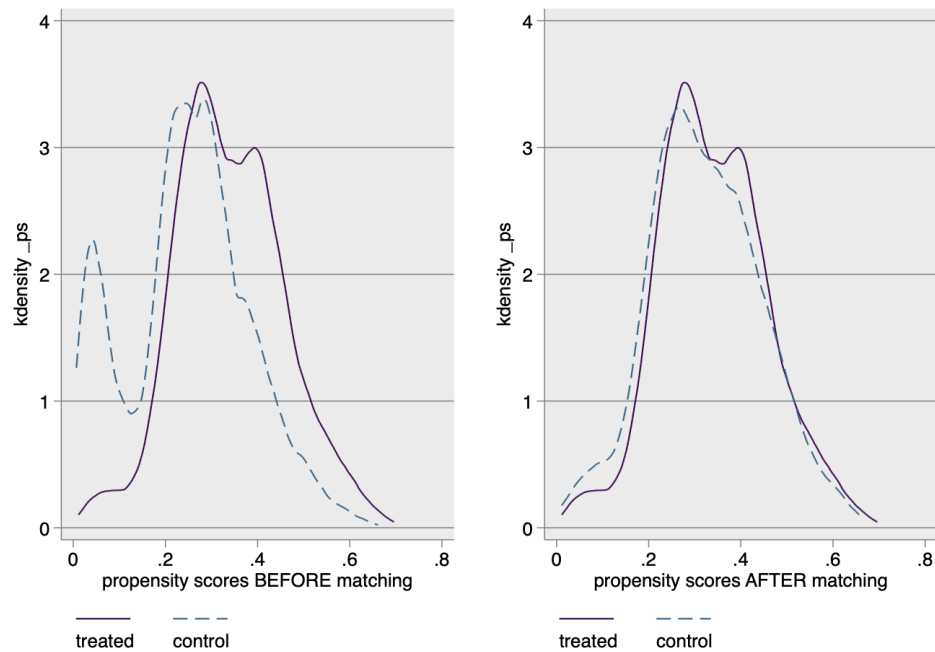 kdensity _ps
4
3
2
1
0
0 .2 .4 .6 .8
propensity scores BEFORE matching
treated control
kdensity _ps
4
3
2
1
0
0 .2 .4 .6 .8
propensity scores AFTER matching
treated control